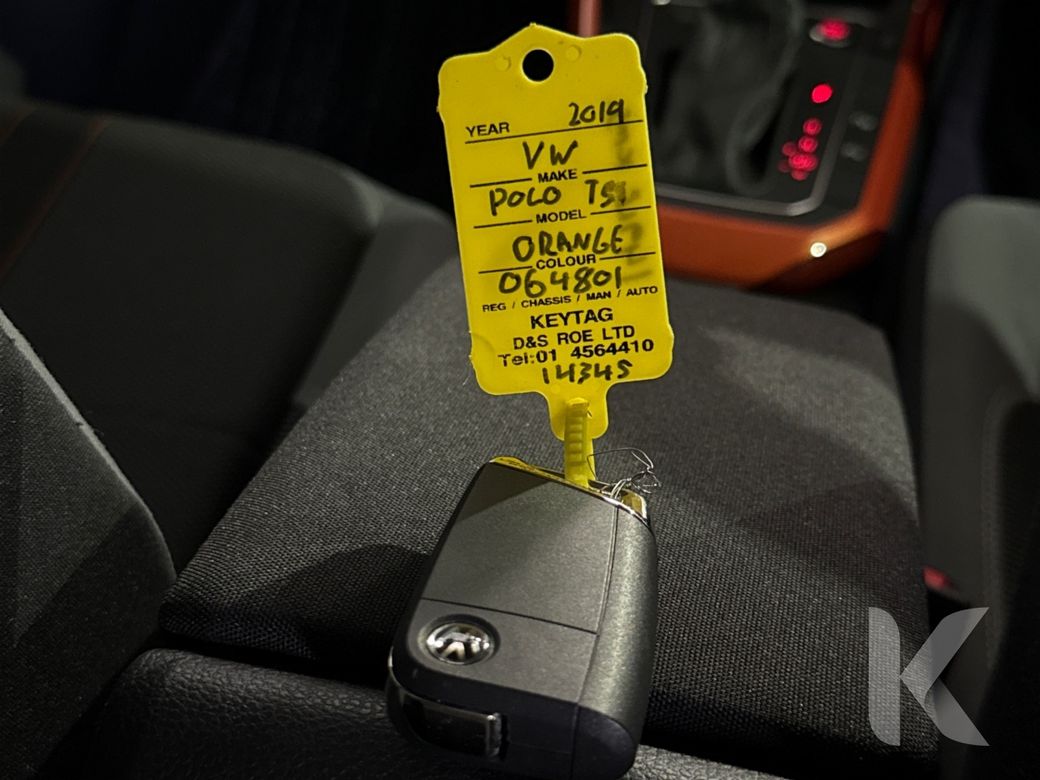 YEAR 2019
VW
MAKE
POLO TSI
MODEL
ORANGE
COLOUR
064801
REG / CHASSIS / MAN / AUTO
KEYTAG
D&S ROE LTD
Tel:01 4564410
14345
K